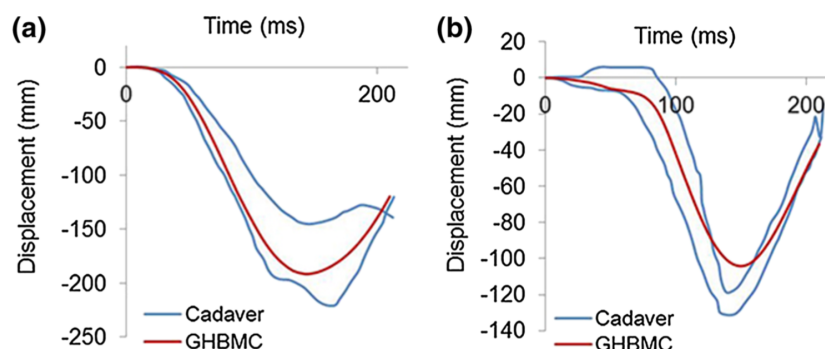 (a)
Time (ms)
Displacement (mm)
0
-50
-100
-150
-200
-250
0
200
Cadaver
GHBMC
(b)
Time (ms)
Displacement (mm)
20
0
-20
-40
-60
-80
-100
-120
-140
0
100
200
Cadaver
GHBMC